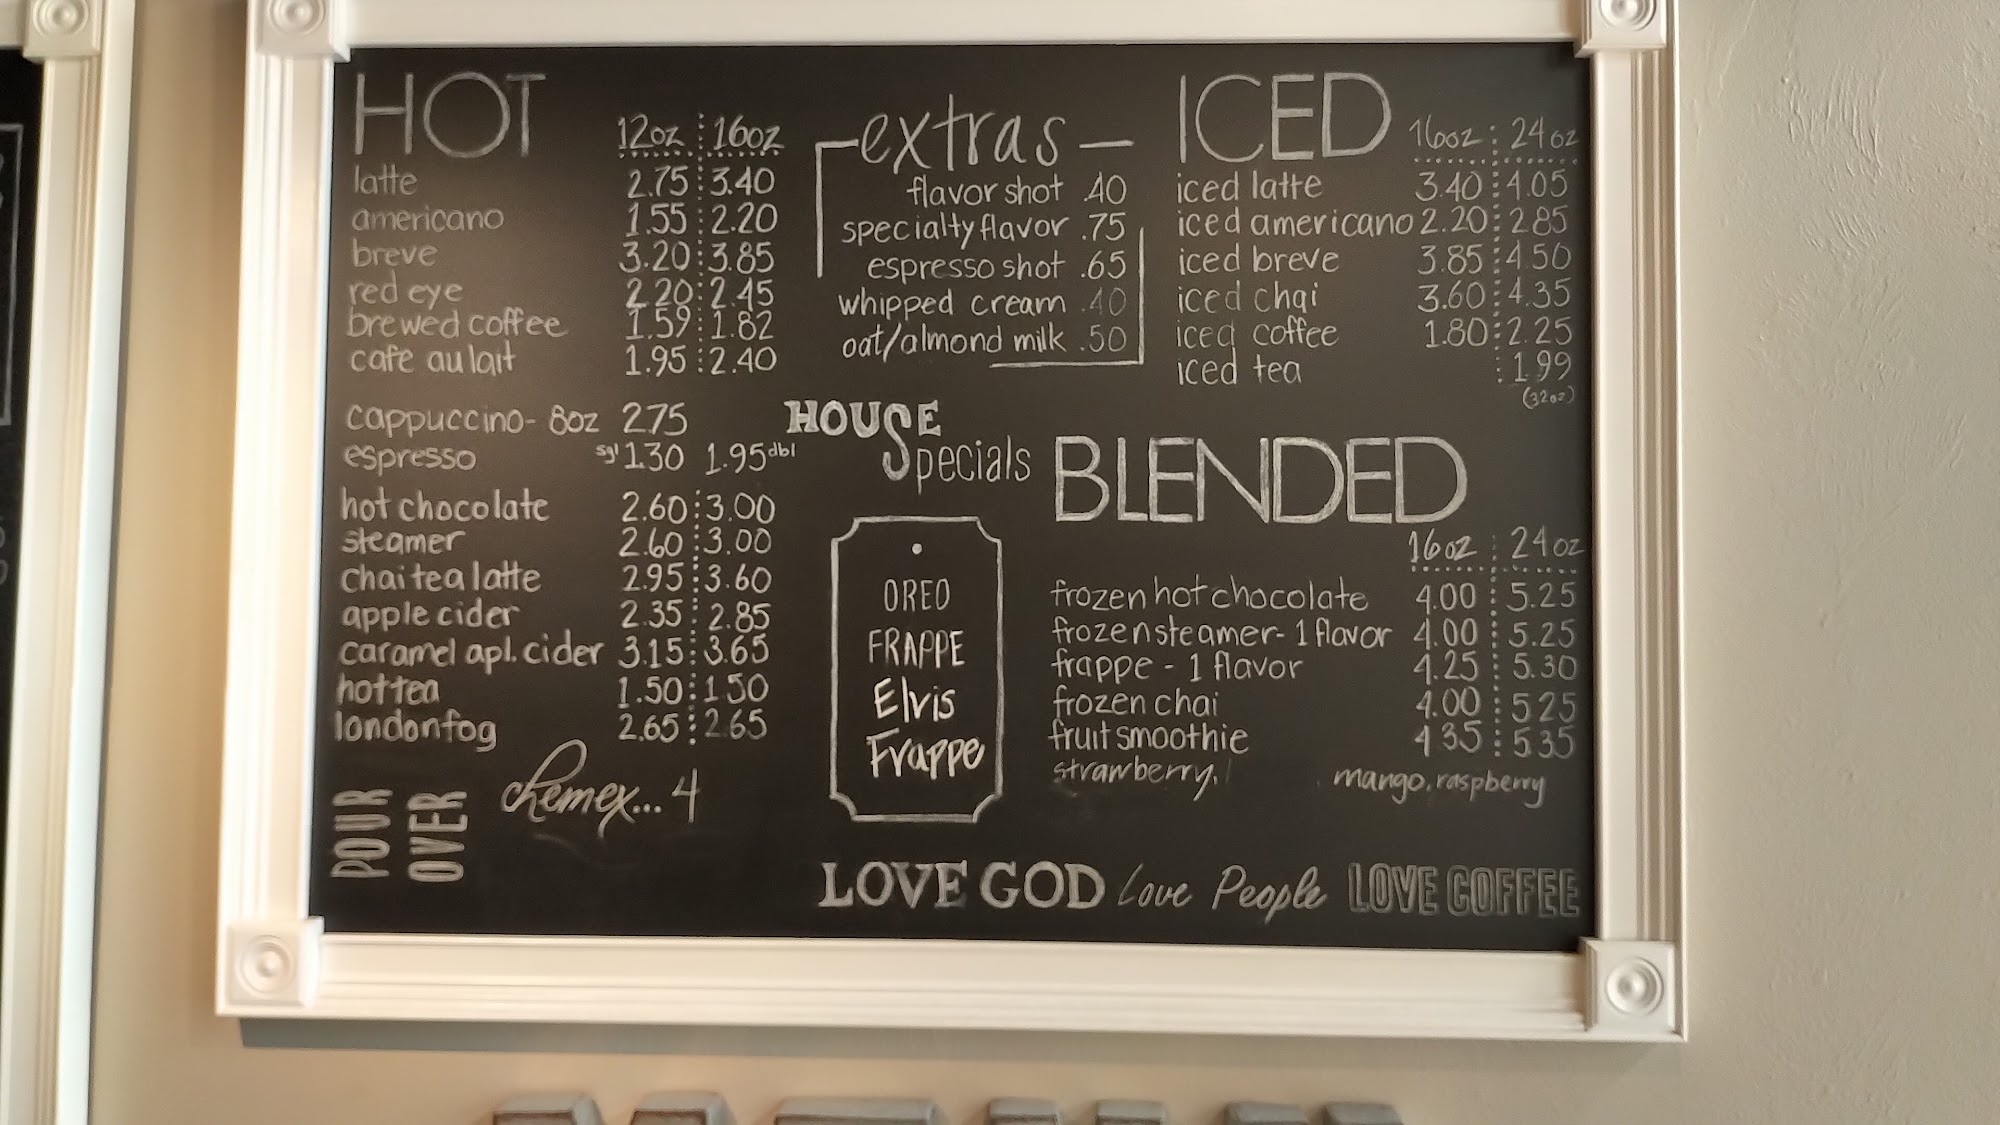 HOT 12oz 16oz
latte 2.75 3.40
americano 1.55 2.20
breve 3.20 3.85
red eye 2.20 2.45
brewed coffee 1.59 1.82
cafe au lait 1.95 2.40
cappuccino- 8oz 2.75
espresso sgl 1.30 1.95 dbl
hot chocolate 2.60 3.00
steamer 2.60 3.00
chai tea latte 2.95 3.60
apple cider 2.35 2.85
caramel apl. cider 3.15 3.65
hot tea 1.50 1.50
london fog 2.65 2.65
POUR
OVER
chemex... 4
extras
flavor shot .40
specialty flavor .75
espresso shot .65
whipped cream .40
oat/almond milk .50
HOUSE
Specials
OREO
FRAPPE
Elvis
Frappe
ICED 16oz 24oz
iced latte 3.40 4.05
iced americano 2.20 2.85
iced breve 3.85 4.50
iced chai 3.60 4.35
iced coffee 1.80 2.25
iced tea 1.99
(32oz)
BLENDED
16oz 24oz
frozen hot chocolate 4.00 5.25
frozen steamer- 1 flavor 4.00 5.25
frappe - 1 flavor 4.25 5.30
frozen chai 4.00 5.25
fruit smoothie 4.35 5.35
strawberry, mango, raspberry
LOVE GOD Love People LOVE COFFEE